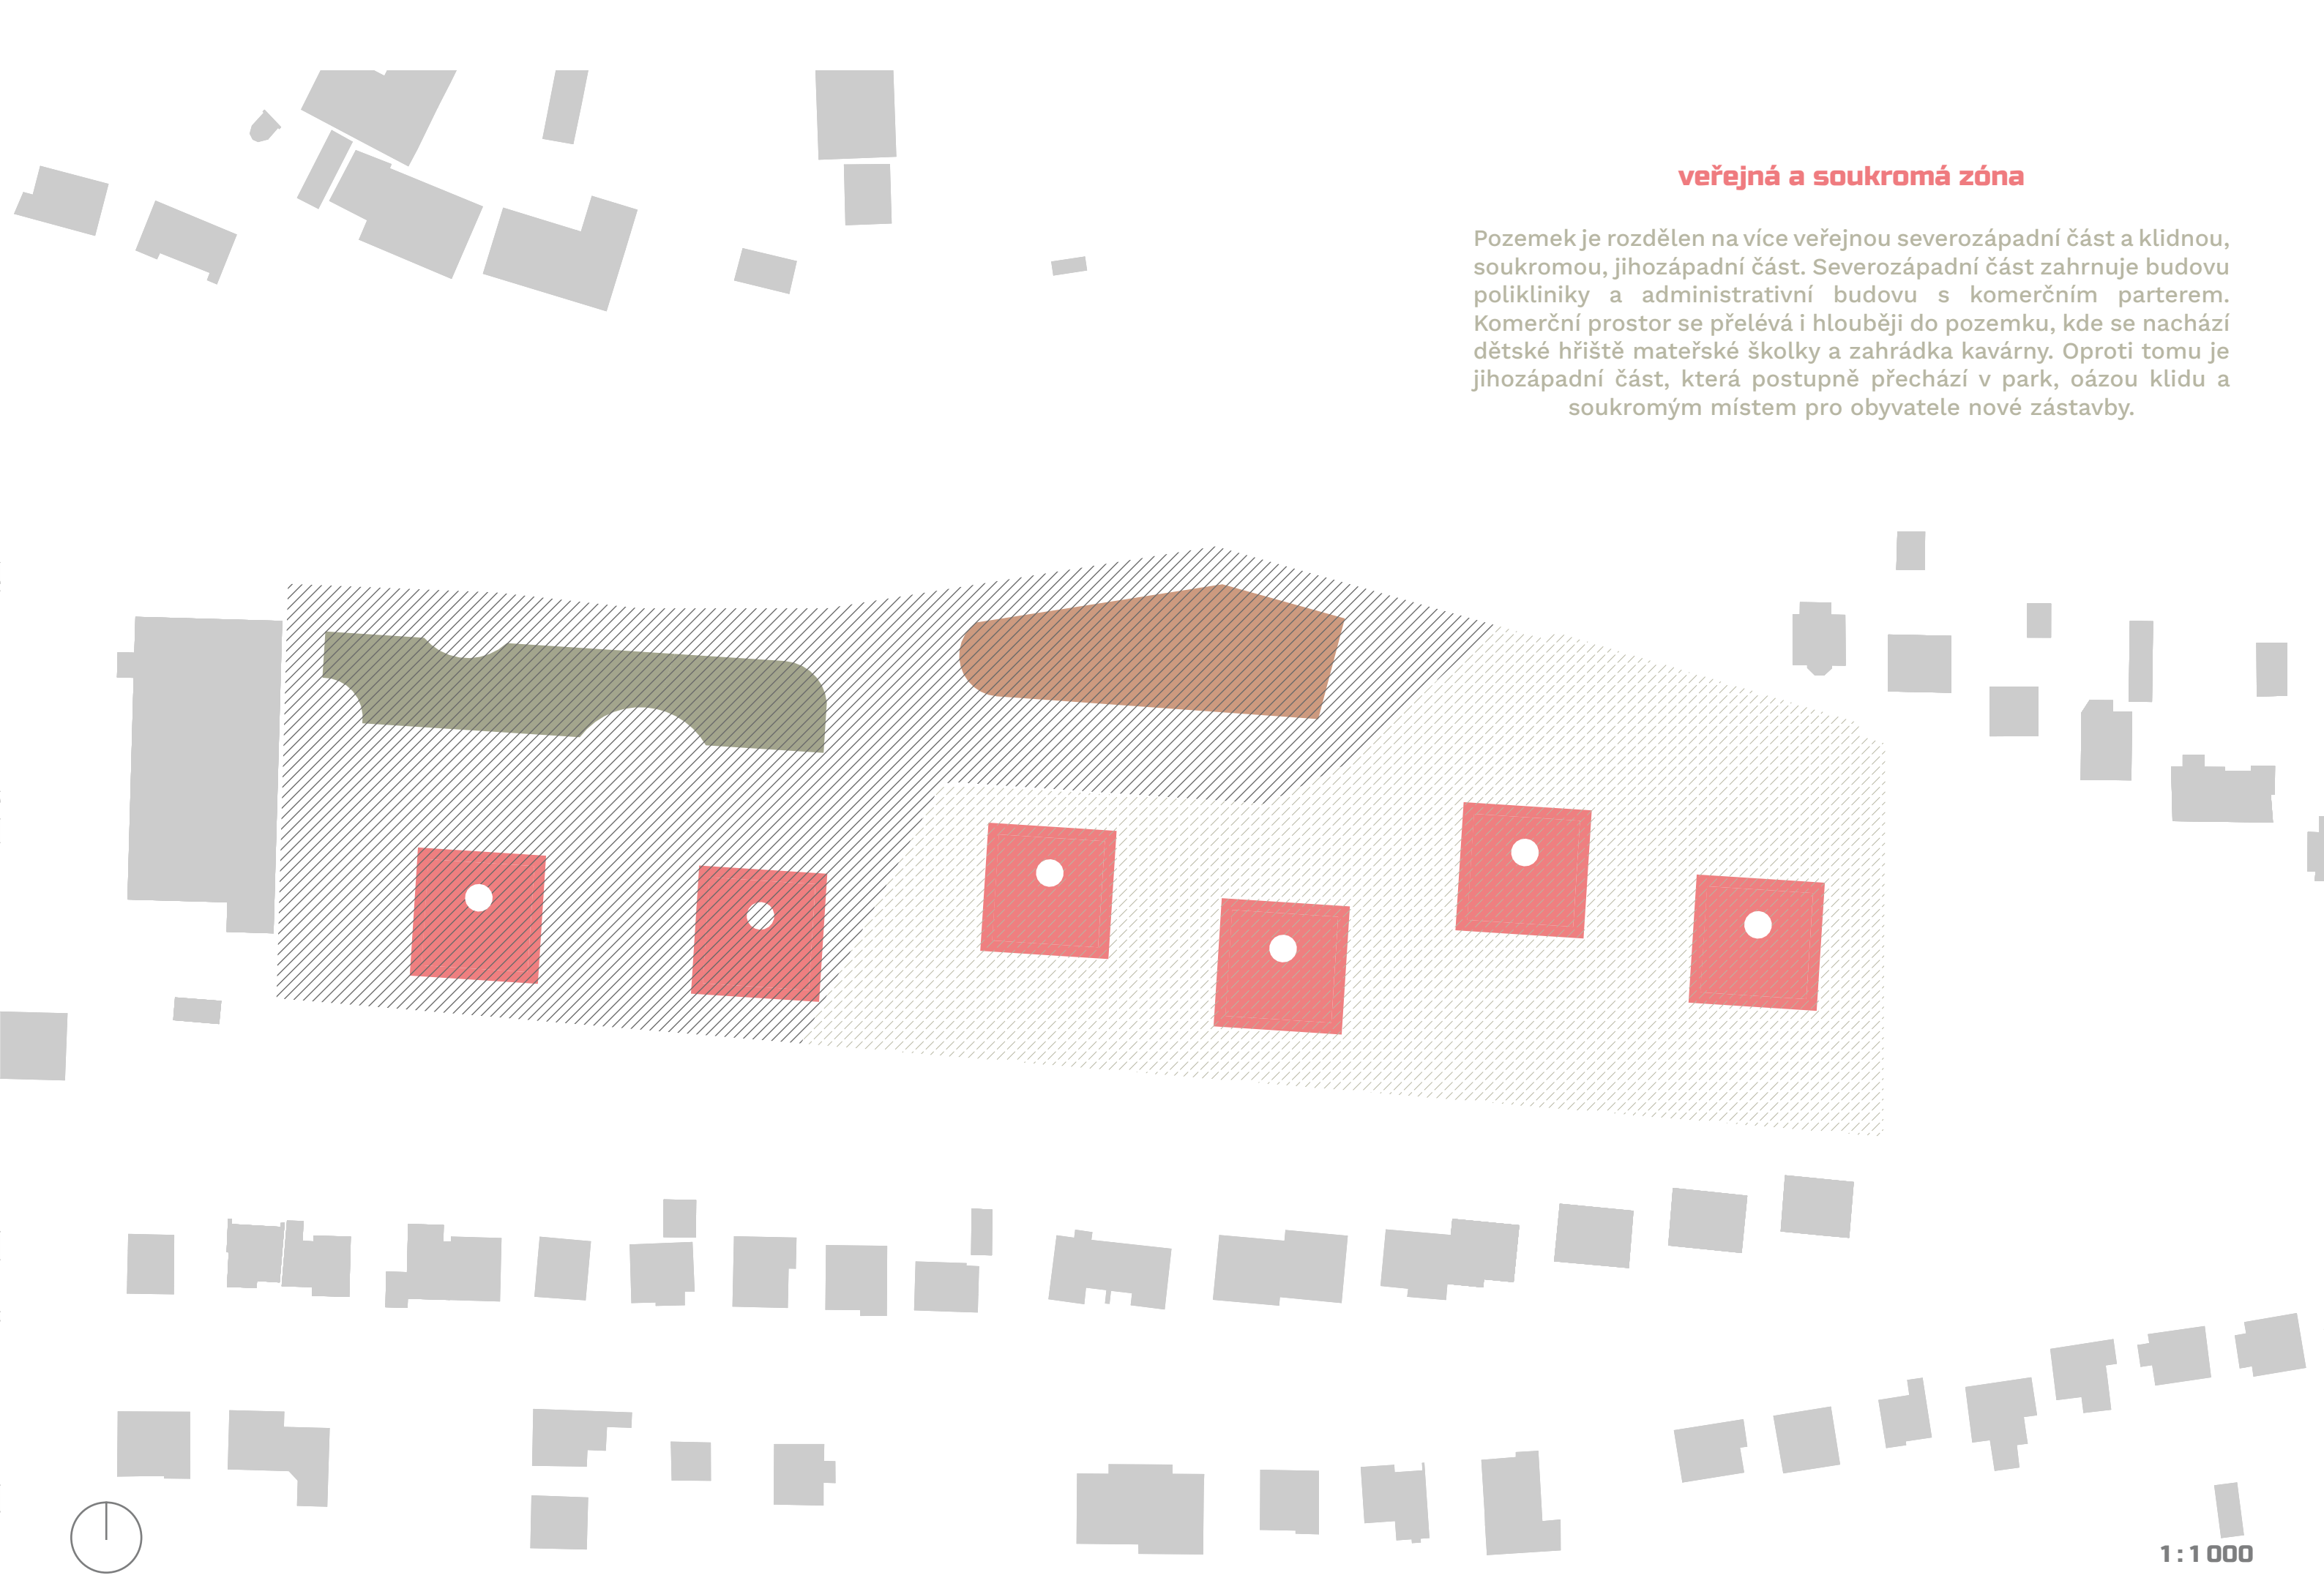 veřejná a soukromá zóna
Pozemek je rozdělen na více veřejnou severozápadní část a klidnou,
soukromou, jihozápadní část. Severozápadní část zahrnuje budovu
polikliniky a administrativní budovu s komerčním parterem.
Komerční prostor se přelévá i hlouběji do pozemku, kde se nachází
dětské hřiště mateřské školky a zahrádka kavárny. Oproti tomu je
jihozápadní část, která postupně přechází v park, oázou klidu a
soukromým místem pro obyvatele nové zástavby.
1 : 1 000